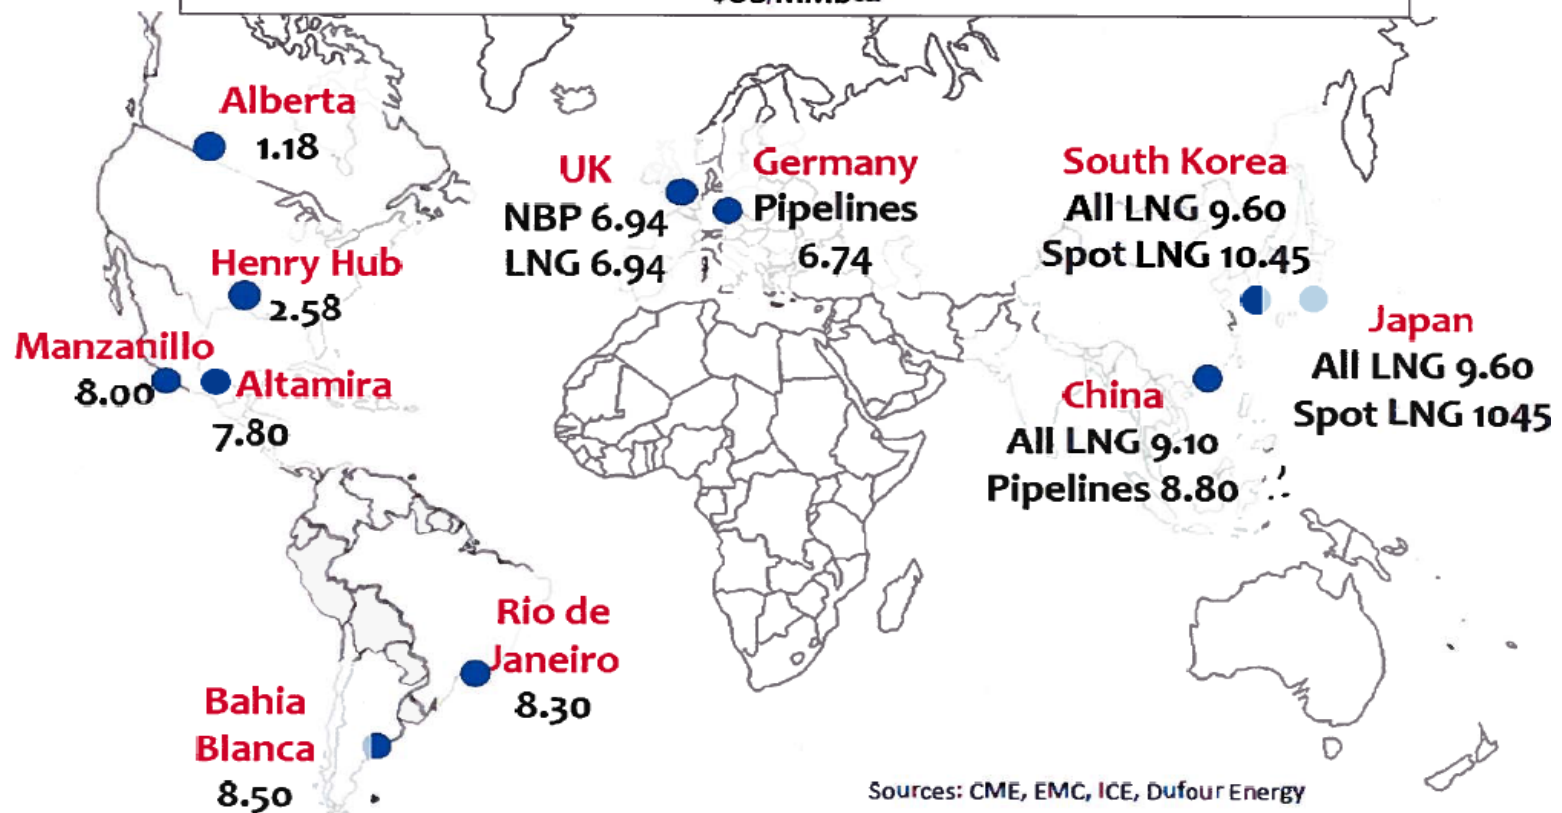 $US/MMBtu
Alberta
1.18
UK
NBP 6.94
LNG 6.94
Germany
Pipelines
6.74
South Korea
All LNG 9.60
Spot LNG 10.45
Henry Hub
2.58
Manzanillo
8.00
Altamira
7.80
Japan
All LNG 9.60
Spot LNG 1045
China
All LNG 9.10
Pipelines 8.80
Rio de
Janeiro
8.30
Bahia
Blanca
8.50
Sources: CME, EMC, ICE, Dufour Energy